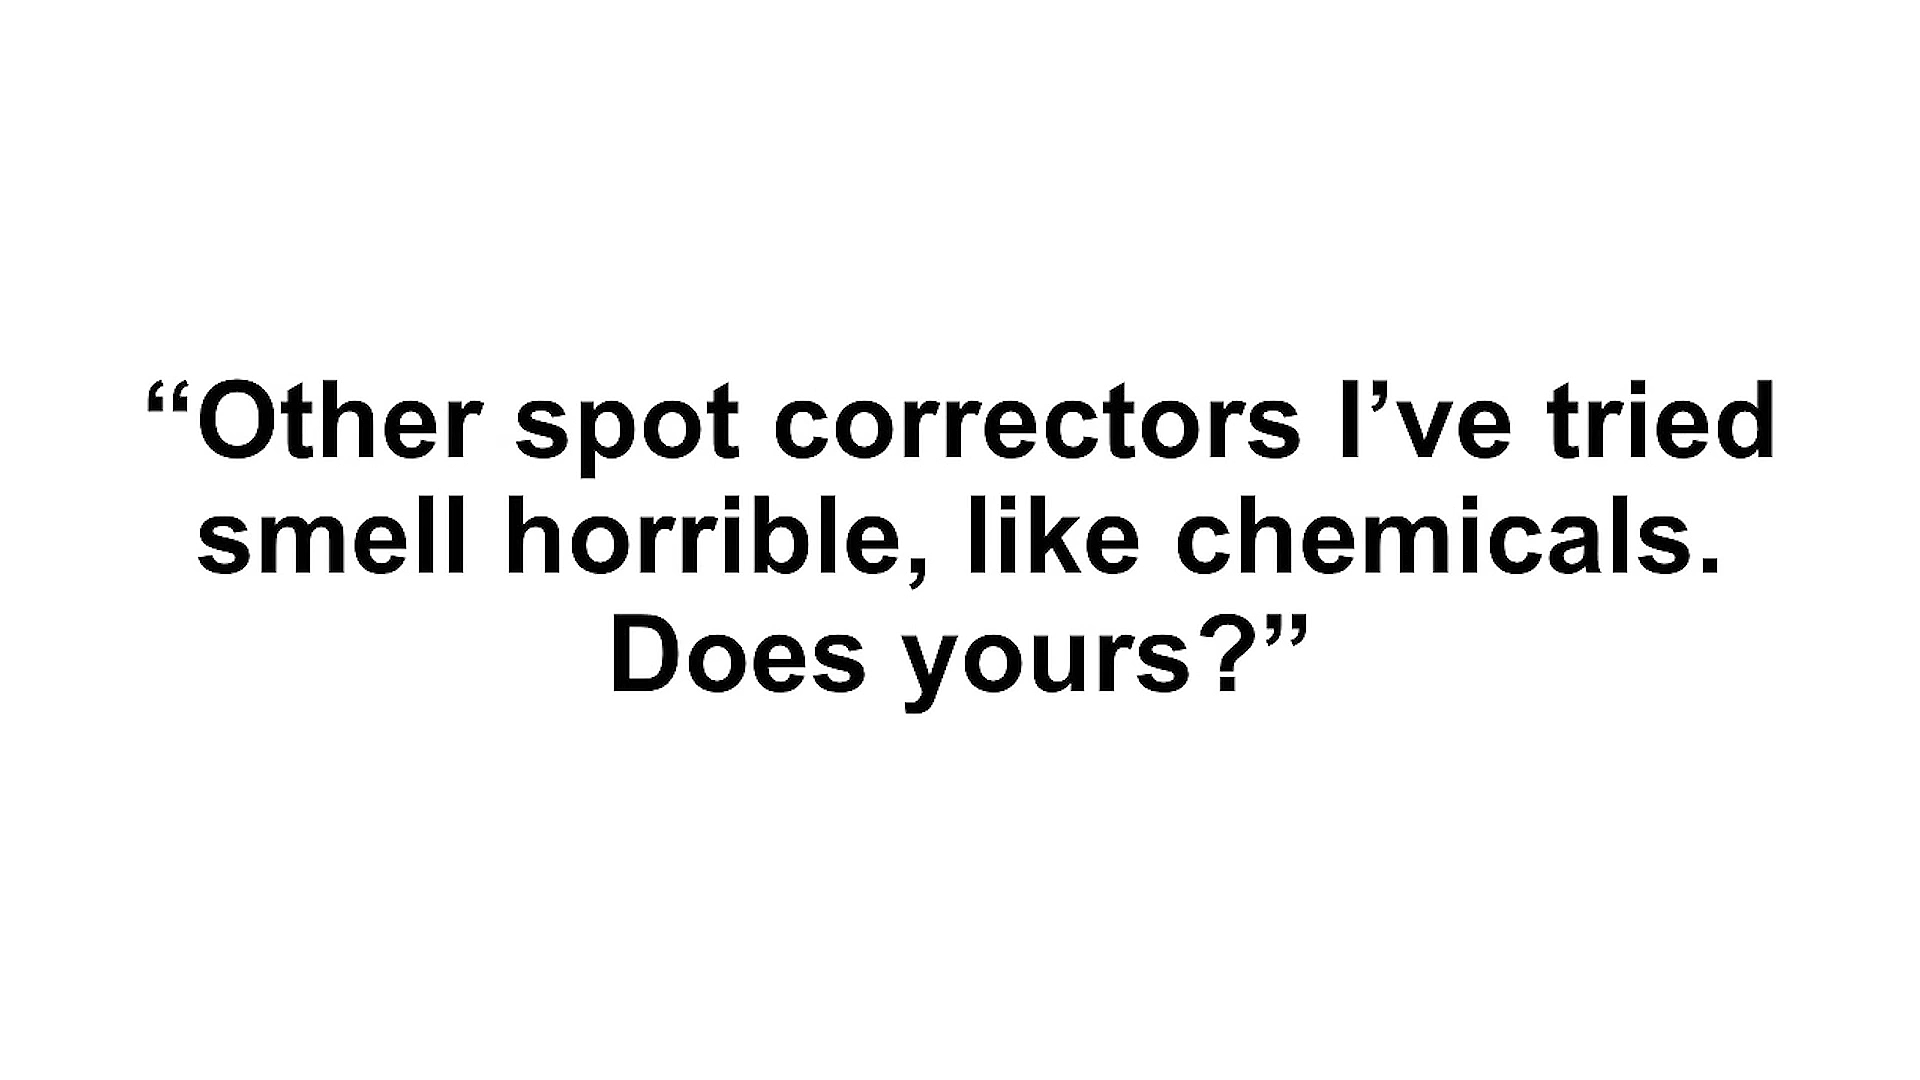 “Other spot correctors I’ve tried
smell horrible, like chemicals.
Does yours?”